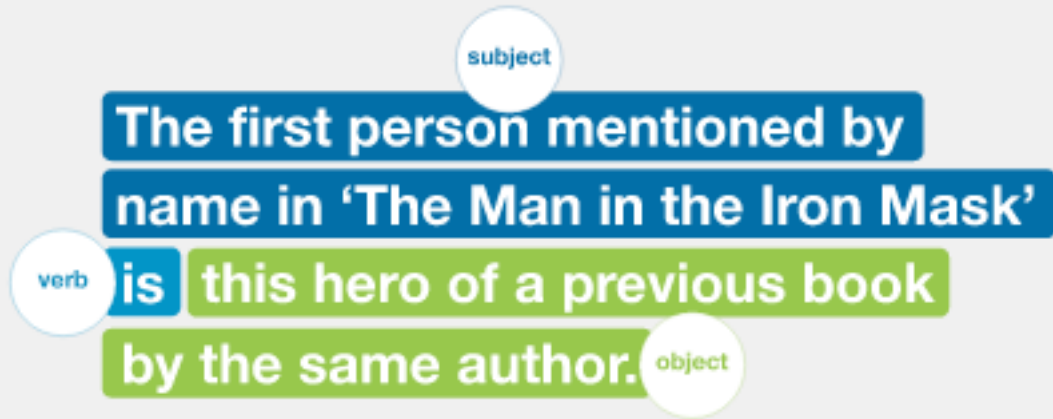 subject
The first person mentioned by
name in ‘The Man in the Iron Mask’
verb is this hero of a previous book
by the same author. object